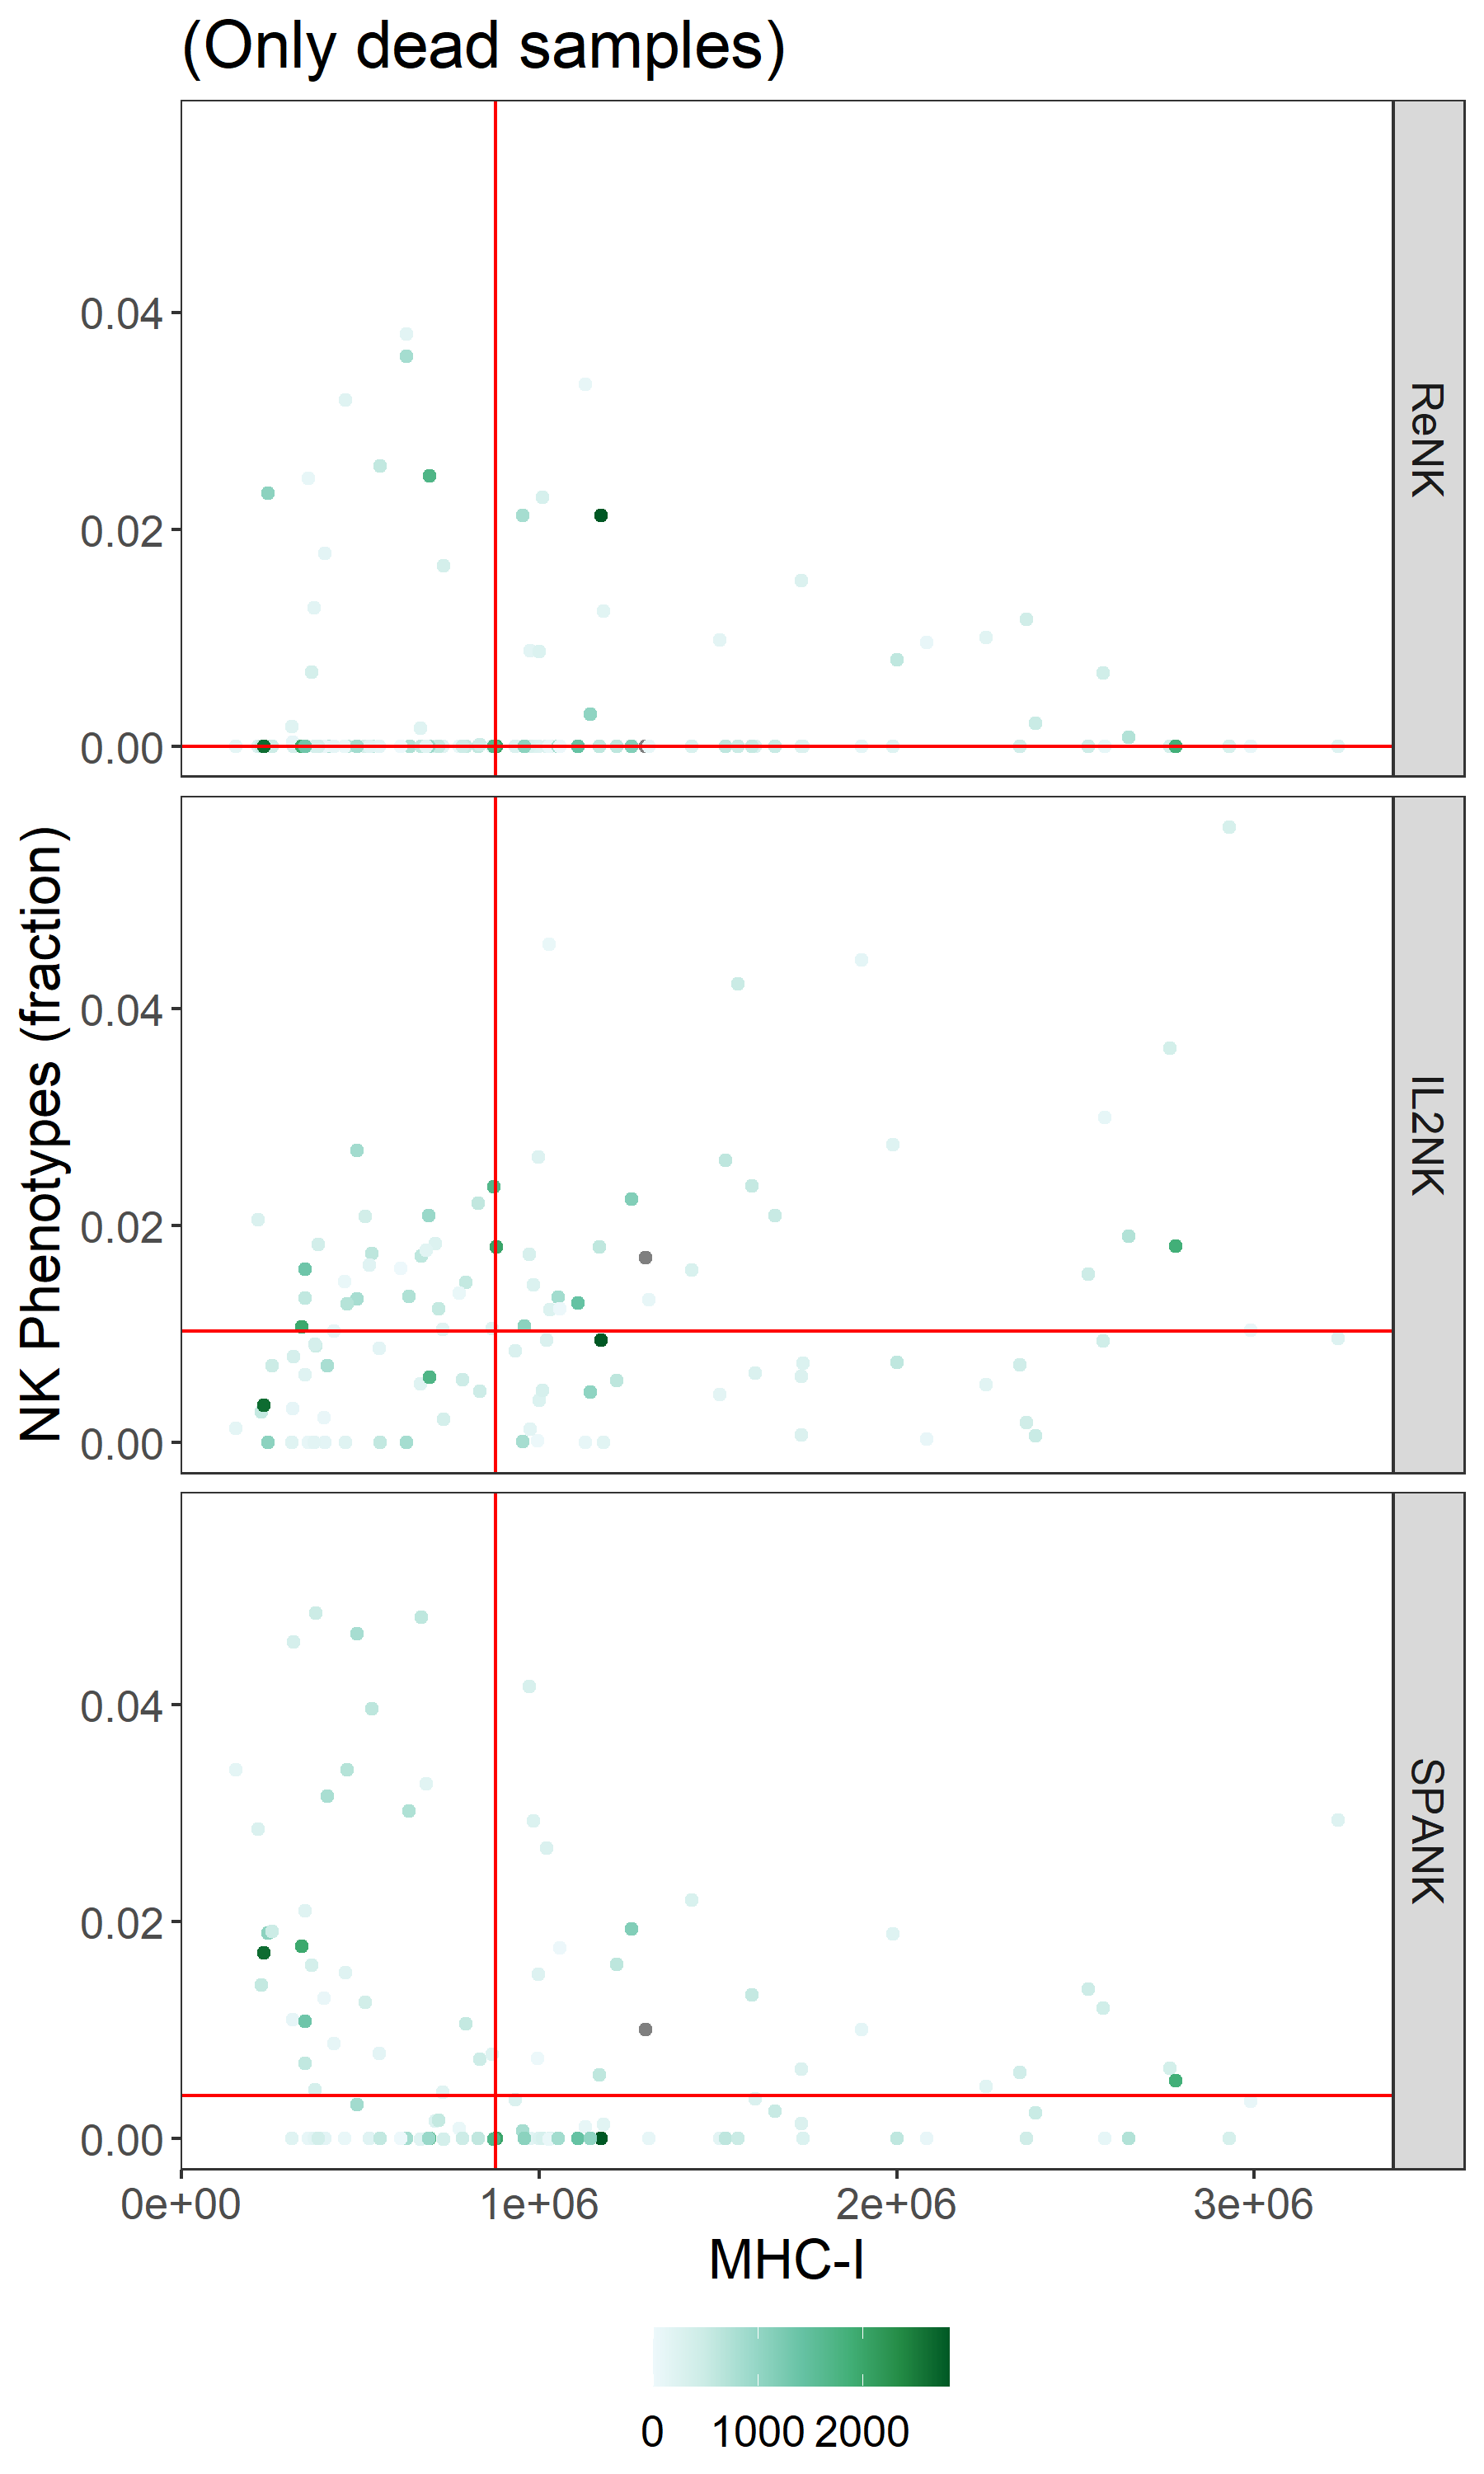 (Only dead samples)
NK Phenotypes (fraction)
0.04
0.02
0.00
ReNK
0.04
0.02
0.00
IL2NK
0.04
0.02
0.00
SPANK
0e+00 1e+06 2e+06 3e+06
MHC-I
0 1000 2000